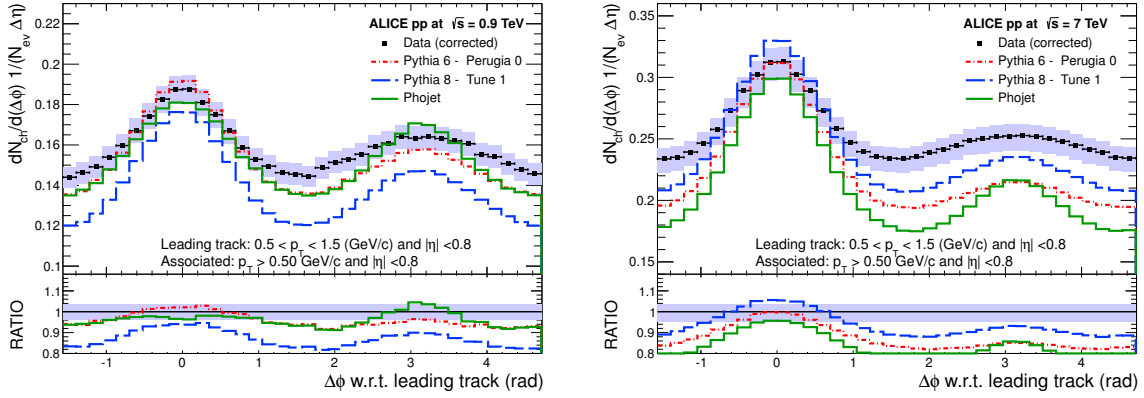 ALICE pp at √s = 0.9 TeV
Data (corrected)
Pythia 6 - Perugia 0
Pythia 8 - Tune 1
Phojet
dN_ch/d(Δϕ) 1/(N_ev Δη)
0.22
0.2
0.18
0.16
0.14
0.12
0.1
Leading track: 0.5 < p_T < 1.5 (GeV/c) and |η| <0.8
Associated: p_T > 0.50 GeV/c and |η| <0.8
RATIO
1.1
1
0.9
0.8
-1 0 1 2 3 4
Δϕ w.r.t. leading track (rad)
ALICE pp at √s = 7 TeV
Data (corrected)
Pythia 6 - Perugia 0
Pythia 8 - Tune 1
Phojet
dN_ch/d(Δϕ) 1/(N_ev Δη)
0.35
0.3
0.25
0.2
0.15
Leading track: 0.5 < p_T < 1.5 (GeV/c) and |η| <0.8
Associated: p_T > 0.50 GeV/c and |η| <0.8
RATIO
1.1
1
0.9
0.8
-1 0 1 2 3 4
Δϕ w.r.t. leading track (rad)